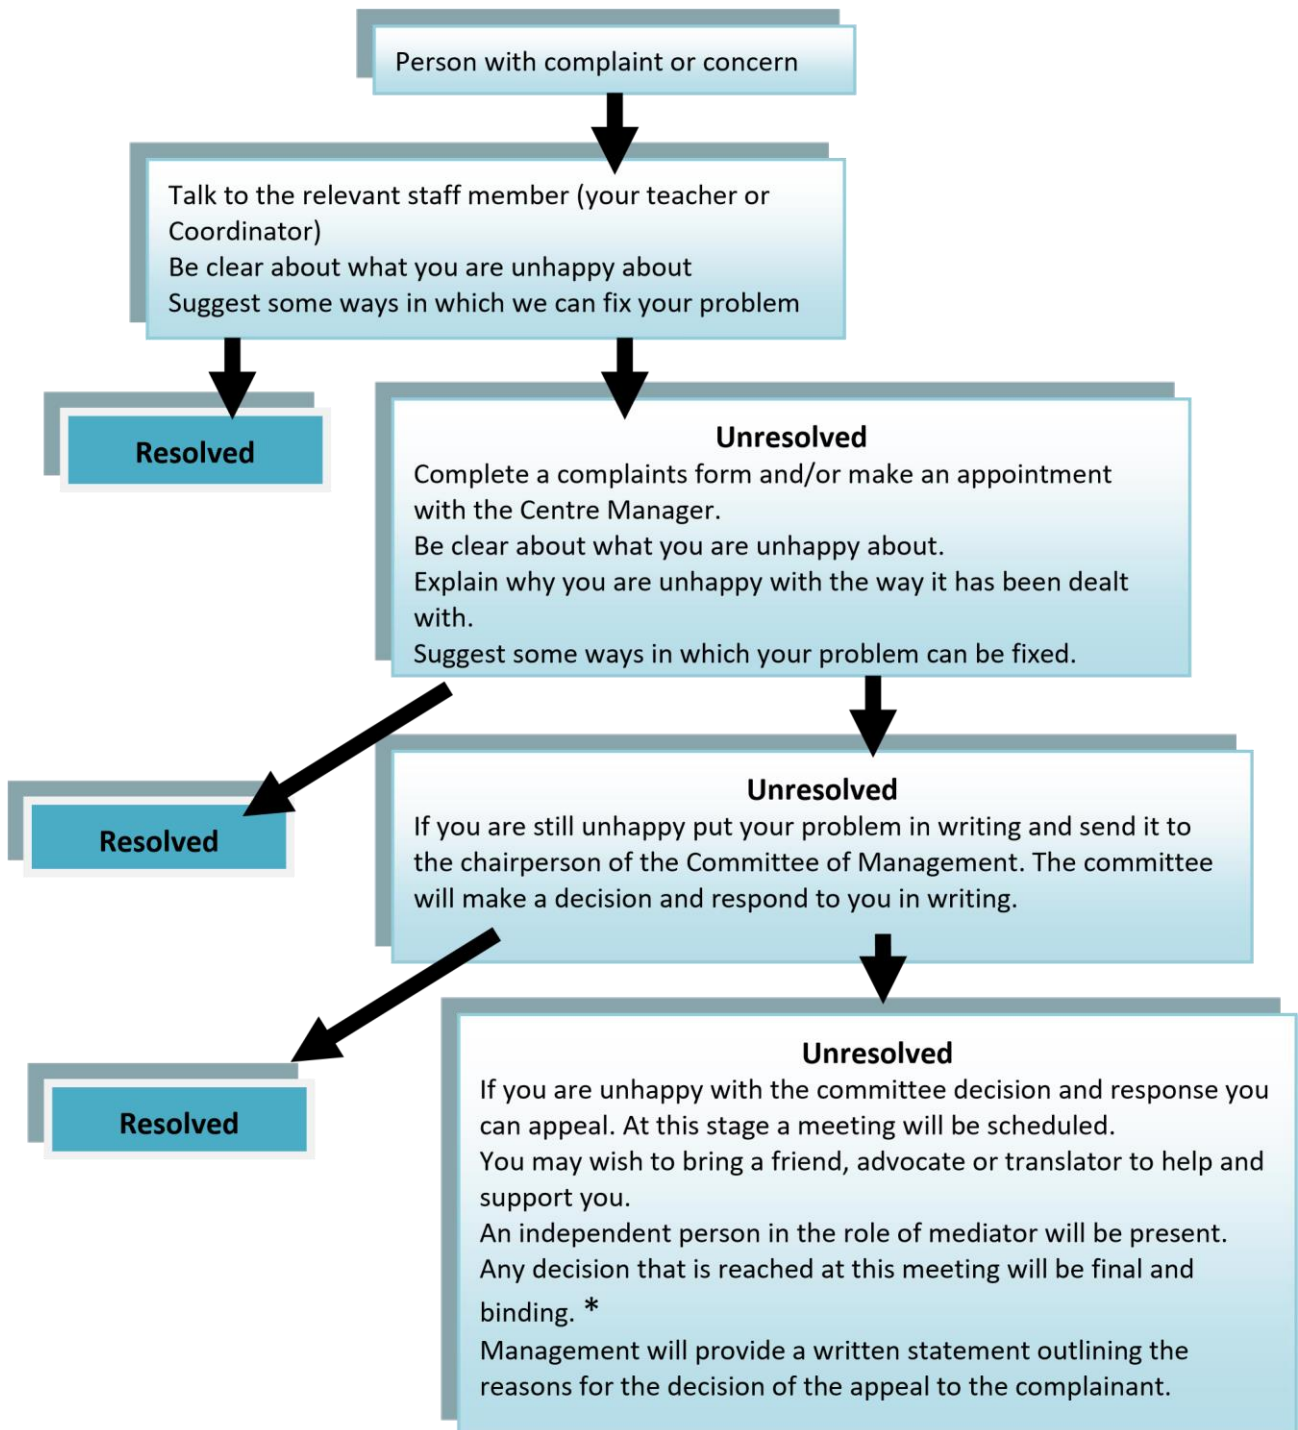 Person with complaint or concern
Talk to the relevant staff member (your teacher or
Coordinator)
Be clear about what you are unhappy about
Suggest some ways in which we can fix your problem
Resolved
Unresolved
Complete a complaints form and/or make an appointment
with the Centre Manager.
Be clear about what you are unhappy about.
Explain why you are unhappy with the way it has been dealt
with.
Suggest some ways in which your problem can be fixed.
Resolved
Unresolved
If you are still unhappy put your problem in writing and send it to
the chairperson of the Committee of Management. The committee
will make a decision and respond to you in writing.
Resolved
Unresolved
If you are unhappy with the committee decision and response you
can appeal. At this stage a meeting will be scheduled.
You may wish to bring a friend, advocate or translator to help and
support you.
An independent person in the role of mediator will be present.
Any decision that is reached at this meeting will be final and
binding. *
Management will provide a written statement outlining the
reasons for the decision of the appeal to the complainant.